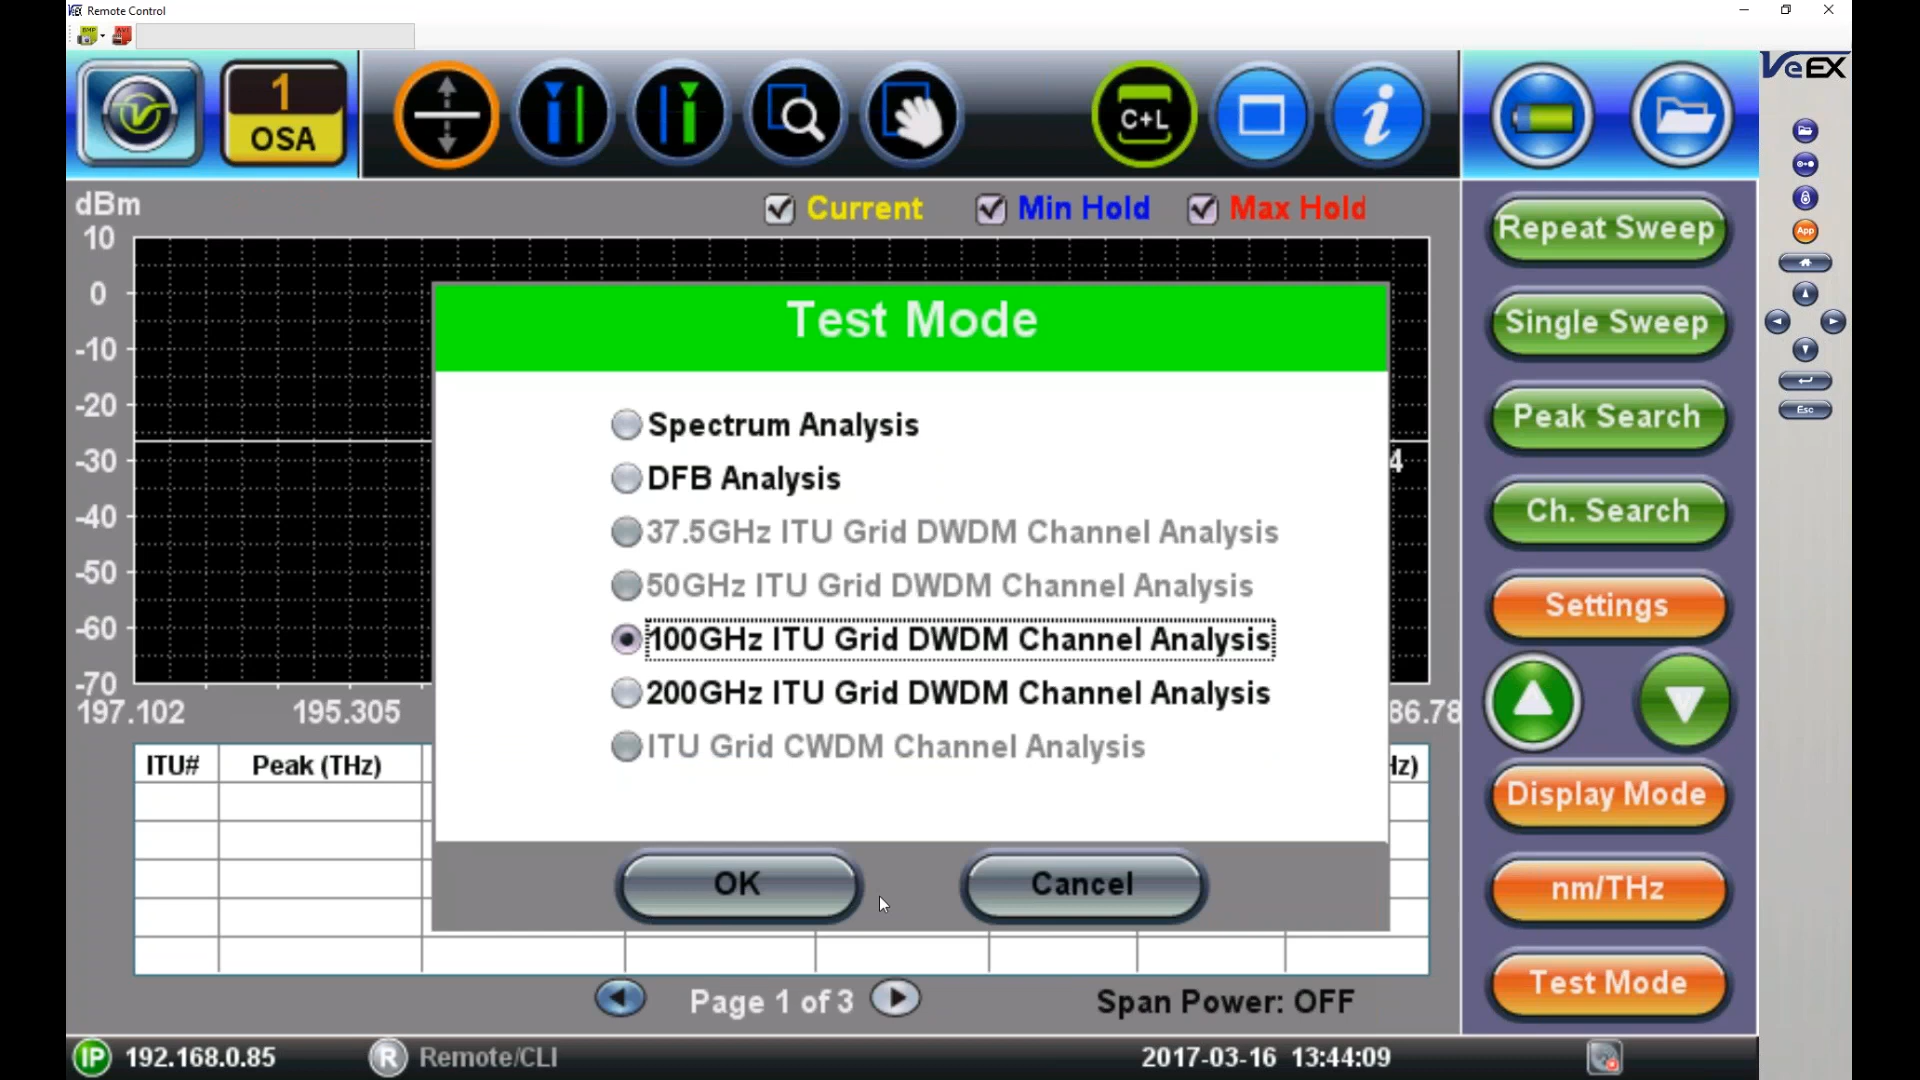 VeEX Remote Control
BMP
AVI
VeEX
1
OSA
C+L
i
App
Esc
dBm
Current
Min Hold
Max Hold
10
0
-10
-20
-30
-40
-50
-60
-70
4
197.102
195.305
86.78
Test Mode
Spectrum Analysis
DFB Analysis
37.5GHz ITU Grid DWDM Channel Analysis
50GHz ITU Grid DWDM Channel Analysis
100GHz ITU Grid DWDM Channel Analysis
200GHz ITU Grid DWDM Channel Analysis
ITU Grid CWDM Channel Analysis
OK
Cancel
ITU#
Peak (THz)
Hz)
Page 1 of 3
Span Power: OFF
Repeat Sweep
Single Sweep
Peak Search
Ch. Search
Settings
Display Mode
nm/THz
Test Mode
IP 192.168.0.85
R Remote/CLI
2017-03-16 13:44:09